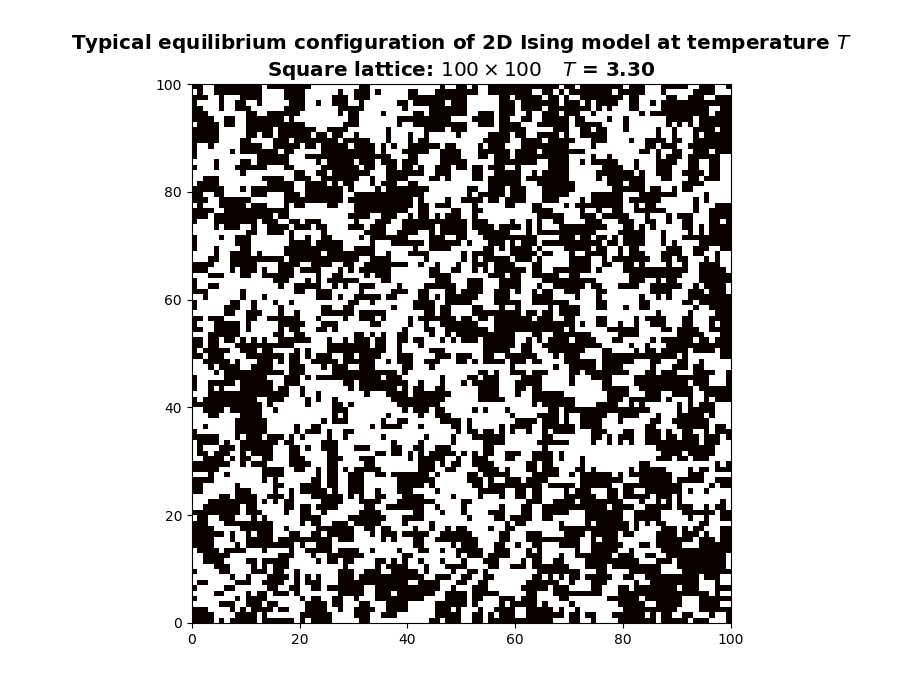 Typical equilibrium configuration of 2D Ising model at temperature T
Square lattice: 100 × 100 T = 3.30
100
80
60
40
20
0
0 20 40 60 80 100